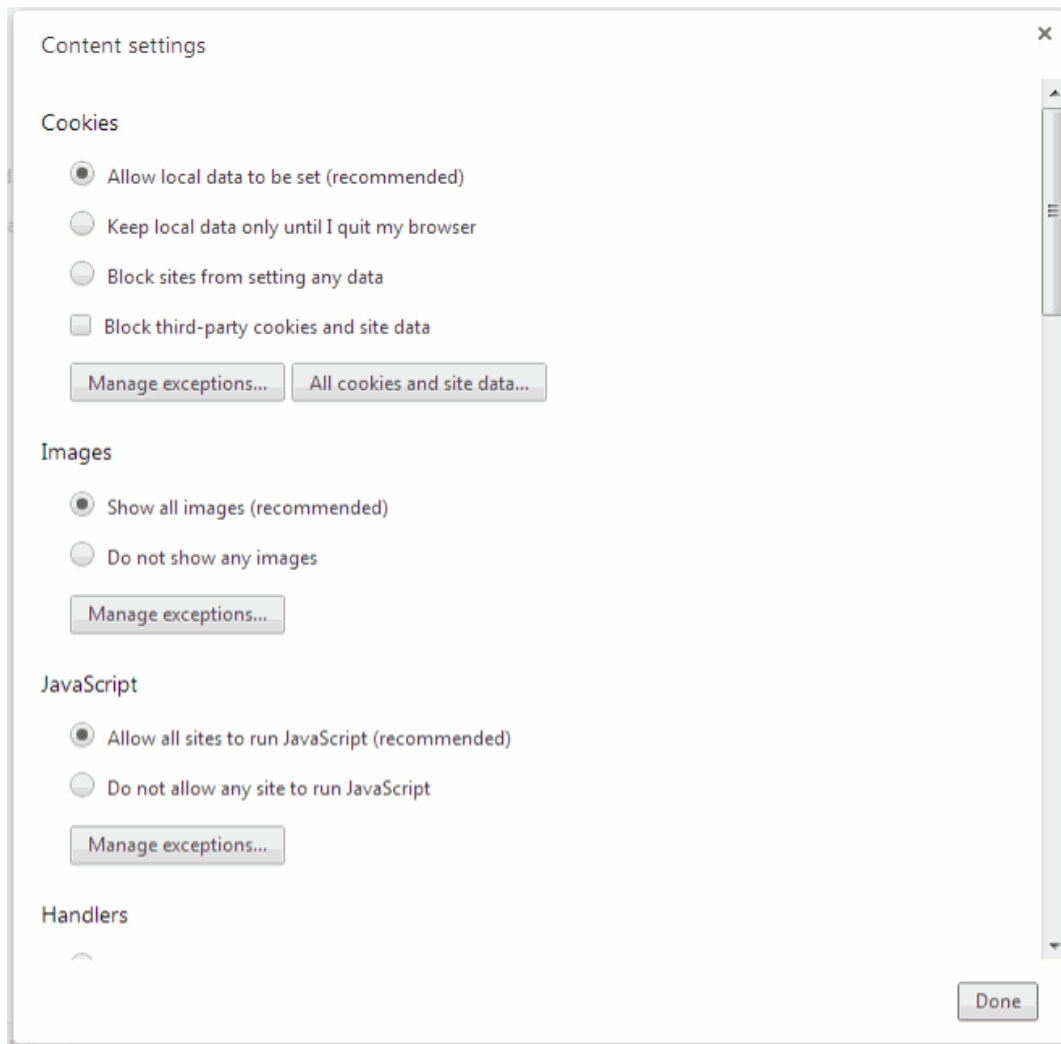 Content settings
Cookies
Allow local data to be set (recommended)
Keep local data only until I quit my browser
Block sites from setting any data
Block third-party cookies and site data
Manage exceptions... All cookies and site data...
Images
Show all images (recommended)
Do not show any images
Manage exceptions...
JavaScript
Allow all sites to run JavaScript (recommended)
Do not allow any site to run JavaScript
Manage exceptions...
Handlers
Done